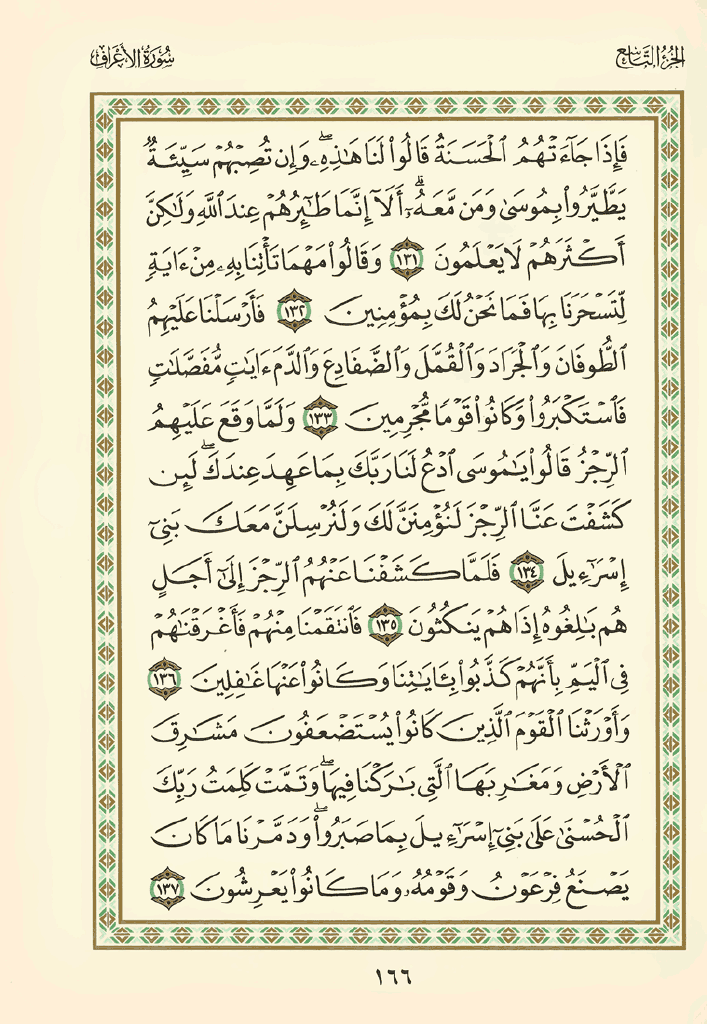 الجزء التاسع
سورة الأعراف
فَإِذَا جَآءَتْهُمُ ٱلْحَسَنَةُ قَالُوا۟ لَنَا هَٰذِهِۦۖ وَإِن تُصِبْهُمْ سَيِّئَةٌ
يَطَّيَّرُوا۟ بِمُوسَىٰ وَمَن مَّعَهُۥٓۗ أَلَآ إِنَّمَا طَٰٓئِرُهُمْ عِندَ ٱللَّهِ وَلَٰكِنَّ
أَكْثَرَهُمْ لَا يَعْلَمُونَ ١٣١ وَقَالُوا۟ مَهْمَا تَأْتِنَا بِهِۦ مِنْ ءَايَةٍ
لِّتَسْحَرَنَا بِهَا فَمَا نَحْنُ لَكَ بِمُؤْمِنِينَ ١٣٢ فَأَرْسَلْنَا عَلَيْهِمُ
ٱلطُّوفَانَ وَٱلْجَرَادَ وَٱلْقُمَّلَ وَٱلضَّفَادِعَ وَٱلدَّمَ ءَايَٰتٍ مُّفَصَّلَٰتٍ
فَٱسْتَكْبَرُوا۟ وَكَانُوا۟ قَوْمًا مُّجْرِمِينَ ١٣٣ وَلَمَّا وَقَعَ عَلَيْهِمُ
ٱلرِّجْزُ قَالُوا۟ يَٰمُوسَى ٱدْعُ لَنَا رَبَّكَ بِمَا عَهِدَ عِندَكَۖ لَئِن
كَشَفْتَ عَنَّا ٱلرِّجْزَ لَنُؤْمِنَنَّ لَكَ وَلَنُرْسِلَنَّ مَعَكَ بَنِىٓ
إِسْرَٰٓءِيلَ ١٣٤ فَلَمَّا كَشَفْنَا عَنْهُمُ ٱلرِّجْزَ إِلَىٰٓ أَجَلٍ
هُم بَٰلِغُوهُ إِذَا هُمْ يَنكُثُونَ ١٣٥ فَٱنتَقَمْنَا مِنْهُمْ فَأَغْرَقْنَٰهُمْ
فِى ٱلْيَمِّ بِأَنَّهُمْ كَذَّبُوا۟ بِـَٔايَٰتِنَا وَكَانُوا۟ عَنْهَا غَٰفِلِينَ ١٣٦
وَأَوْرَثْنَا ٱلْقَوْمَ ٱلَّذِينَ كَانُوا۟ يُسْتَضْعَفُونَ مَشَٰرِقَ
ٱلْأَرْضِ وَمَغَٰرِبَهَا ٱلَّتِى بَٰرَكْنَا فِيهَاۖ وَتَمَّتْ كَلِمَتُ رَبِّكَ
ٱلْحُسْنَىٰ عَلَىٰ بَنِىٓ إِسْرَٰٓءِيلَ بِمَا صَبَرُوا۟ۖ وَدَمَّرْنَا مَا كَانَ
يَصْنَعُ فِرْعَوْنُ وَقَوْمُهُۥ وَمَا كَانُوا۟ يَعْرِشُونَ ١٣٧
١٦٦